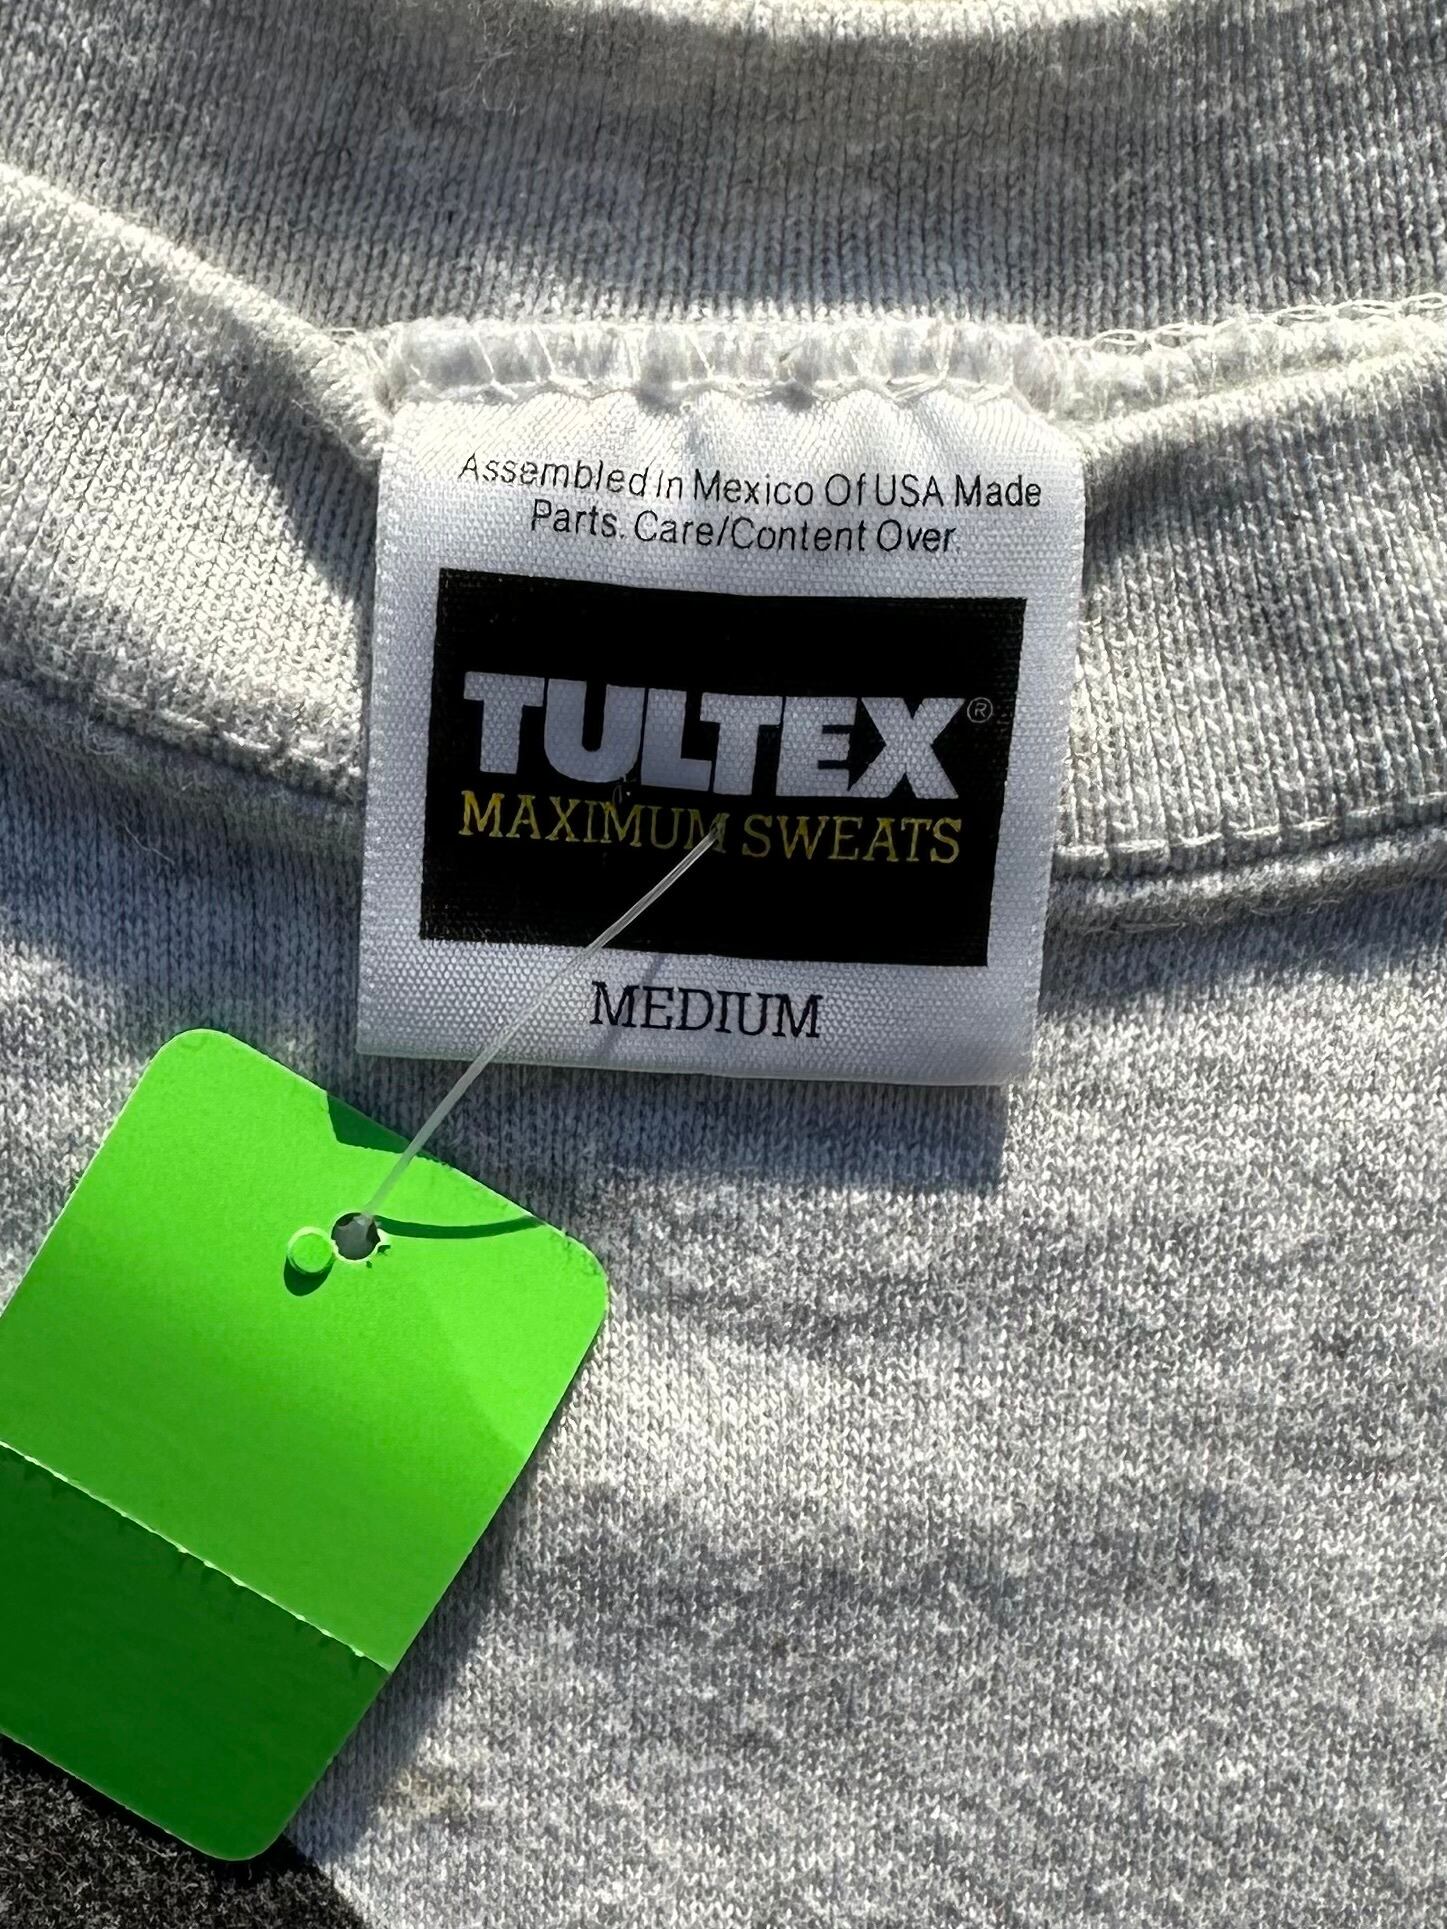 Assembled in Mexico Of USA Made
Parts. Care/Content Over.
TULTEX®
MAXIMUM SWEATS
MEDIUM